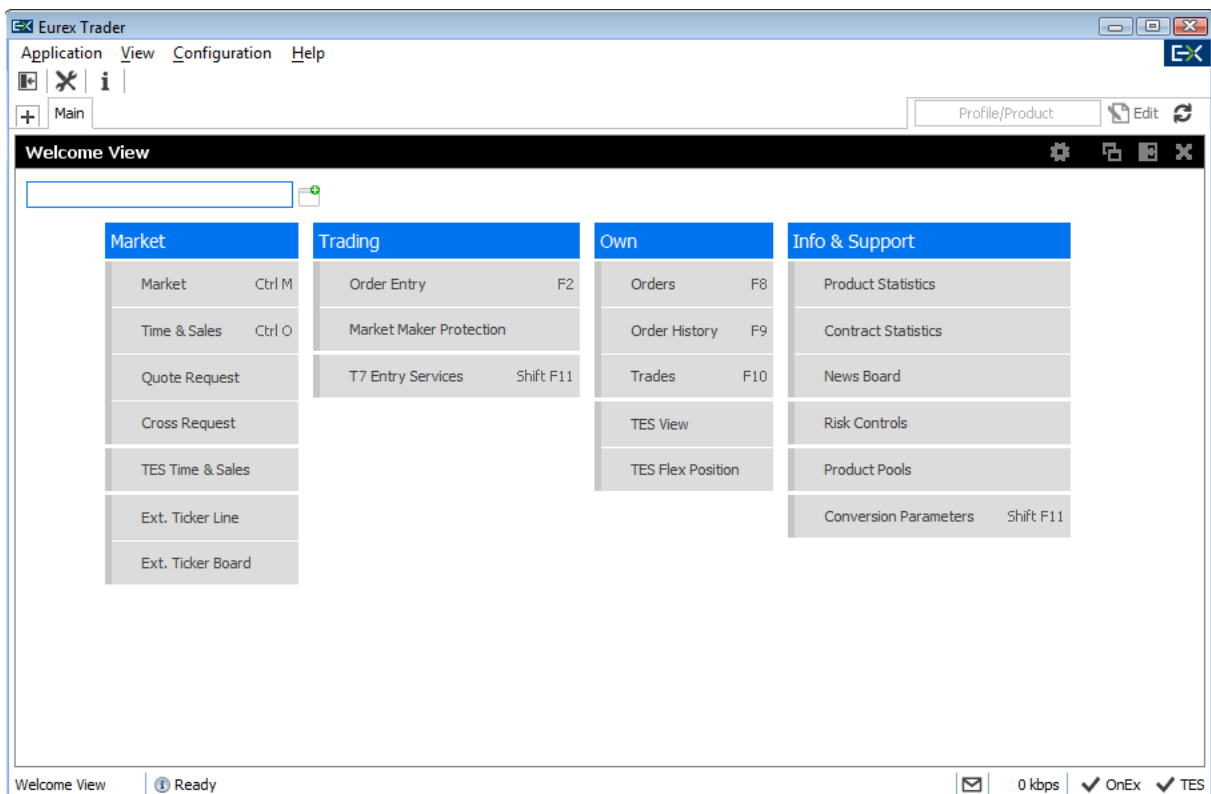 EX Eurex Trader
Application View Configuration Help
EX
i
+ Main Profile/Product Edit
Welcome View
Market Trading Own Info & Support
Market Ctrl M Order Entry F2 Orders F8 Product Statistics
Time & Sales Ctrl O Market Maker Protection Order History F9 Contract Statistics
Quote Request T7 Entry Services Shift F11 Trades F10 News Board
Cross Request TES View Risk Controls
TES Time & Sales TES Flex Position Product Pools
Ext. Ticker Line Conversion Parameters Shift F11
Ext. Ticker Board
Welcome View i Ready 0 kbps OnEx TES